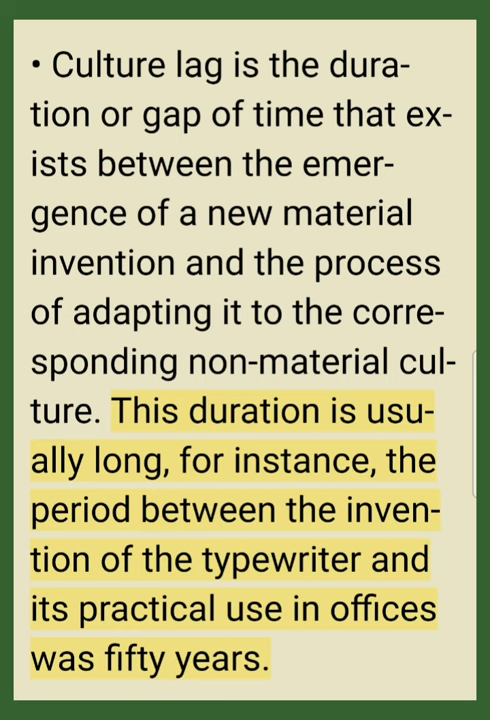 • Culture lag is the dura-
tion or gap of time that ex-
ists between the emer-
gence of a new material
invention and the process
of adapting it to the corre-
sponding non-material cul-
ture. This duration is usu-
ally long, for instance, the
period between the inven-
tion of the typewriter and
its practical use in offices
was fifty years.